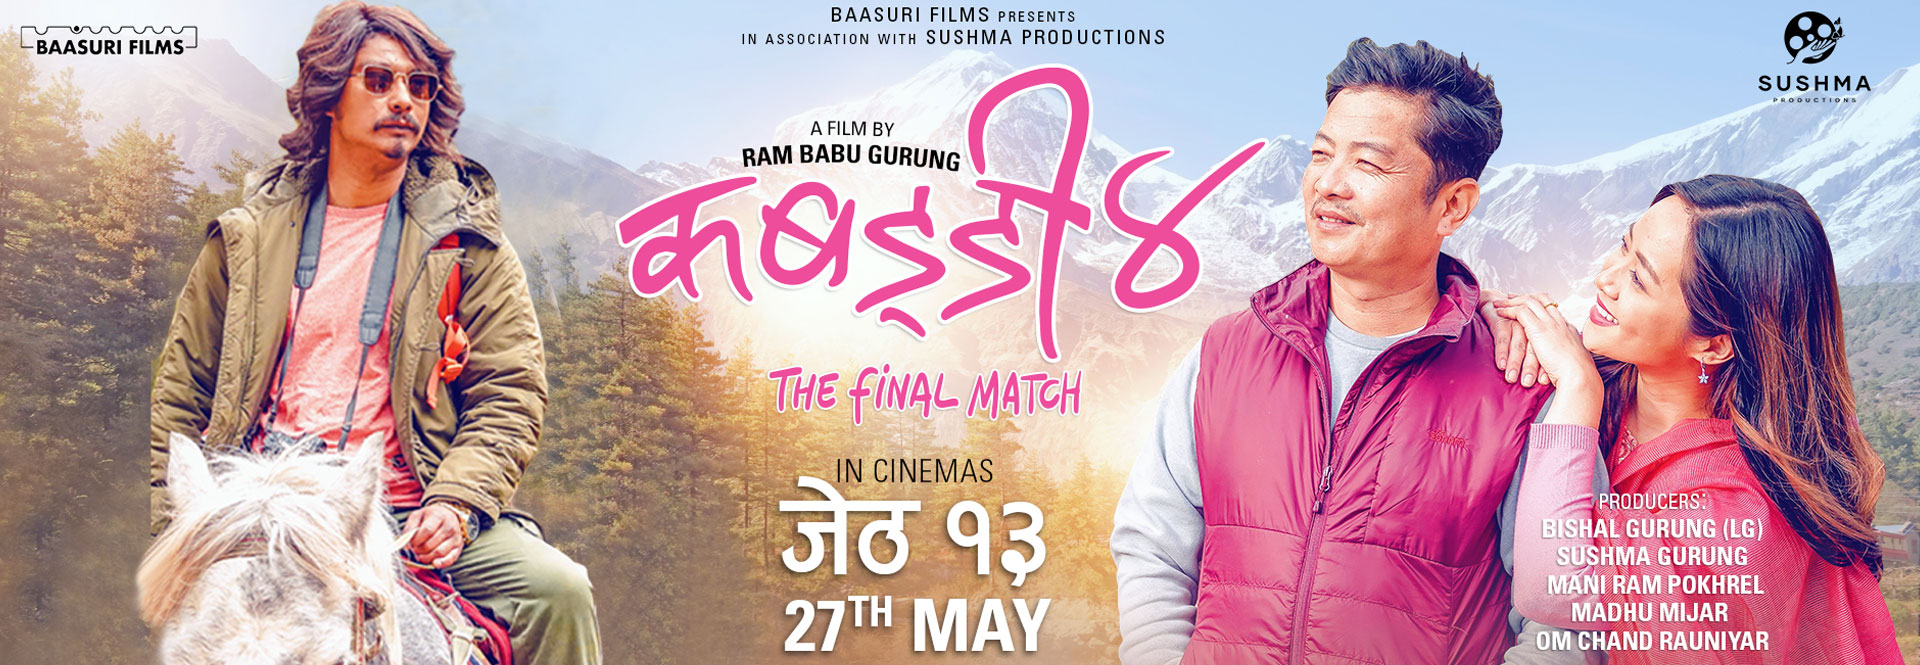 BAASURI FILMS
BAASURI FILMS PRESENTS
IN ASSOCIATION WITH SUSHMA PRODUCTIONS
SUSHMA
PRODUCTIONS
A FILM BY
RAM BABU GURUNG
कबड्डी ४
THE FINAL MATCH
IN CINEMAS
जेठ १३
27TH MAY
PRODUCERS:
BISHAL GURUNG (LG)
SUSHMA GURUNG
MANI RAM POKHREL
MADHU MIJAR
OM CHAND RAUNIYAR